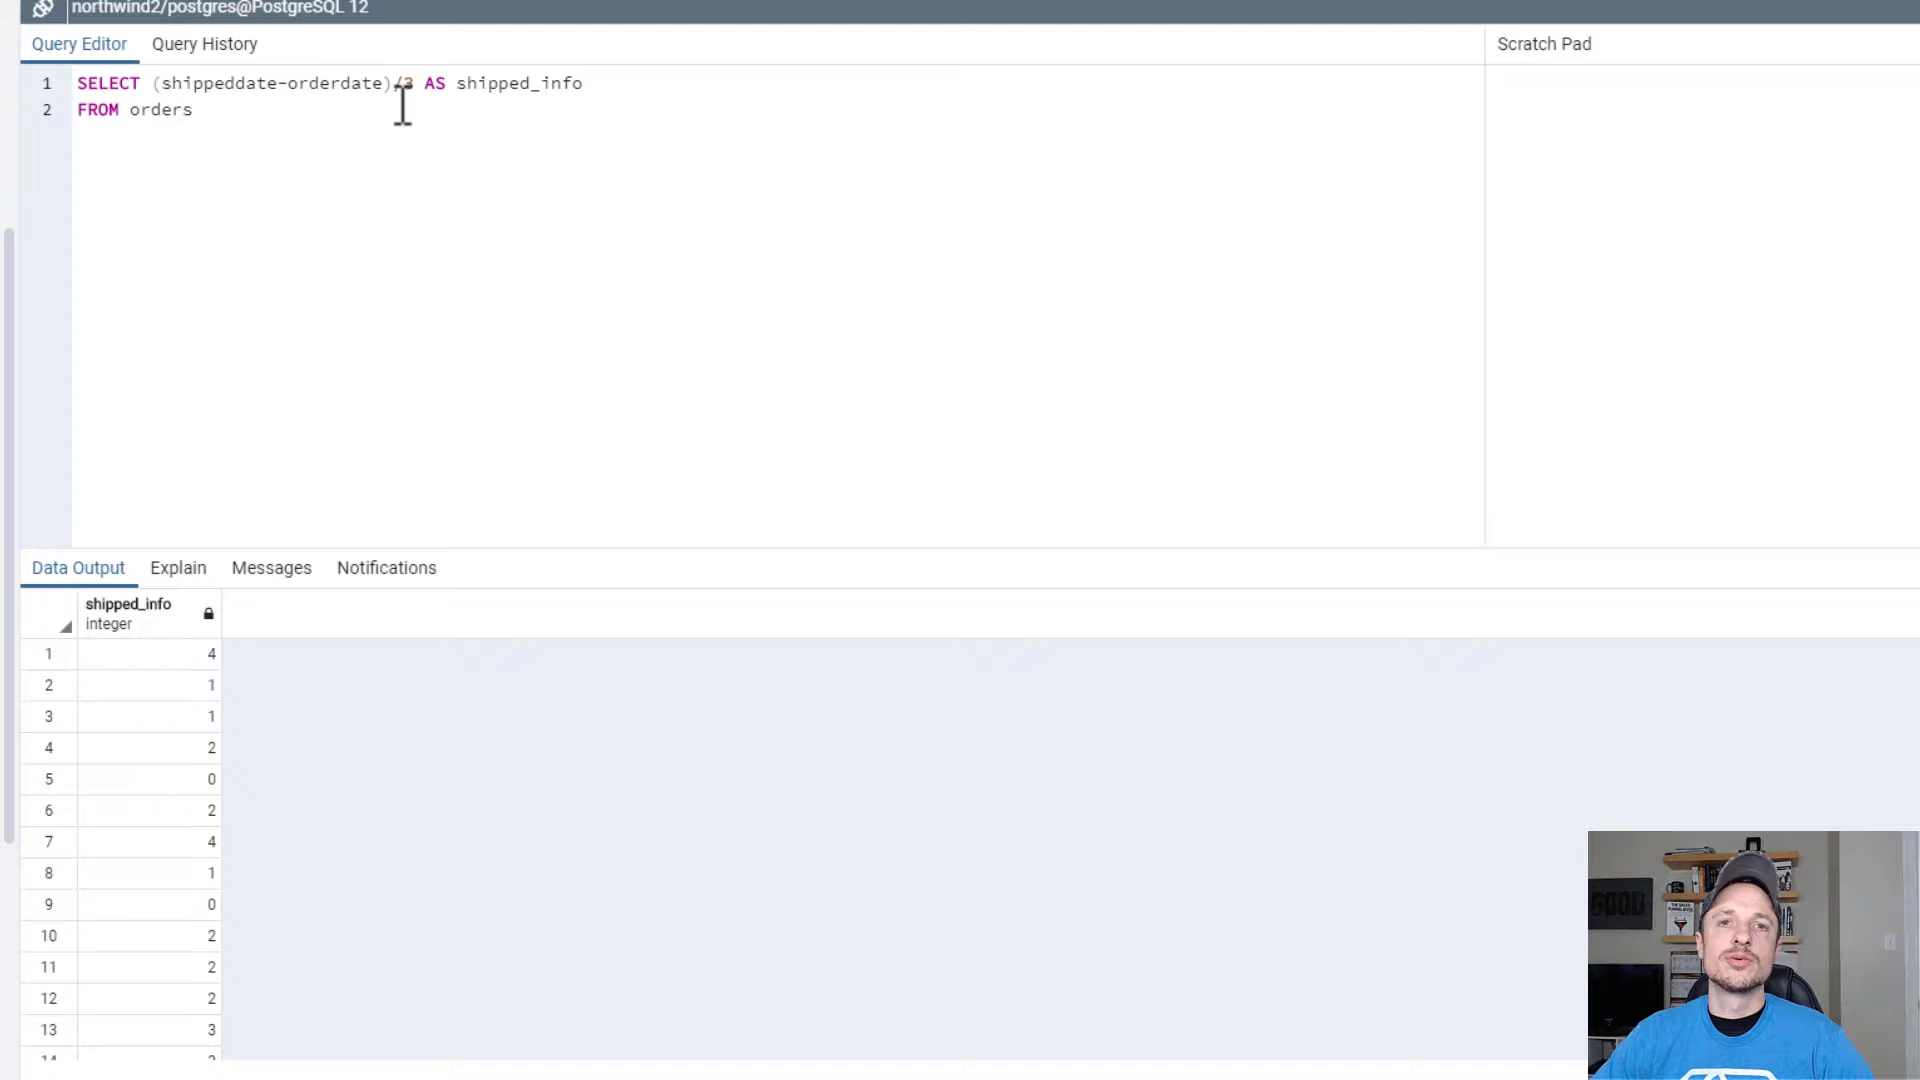 northwind2/postgres@PostgreSQL 12
Query Editor Query History Scratch Pad
1 SELECT (shippeddate-orderdate)/3 AS shipped_info
2 FROM orders
Data Output Explain Messages Notifications
shipped_info
integer
1 4
2 1
3 1
4 2
5 0
6 2
7 4
8 1
9 0
10 2
11 2
12 2
13 3
GOOD